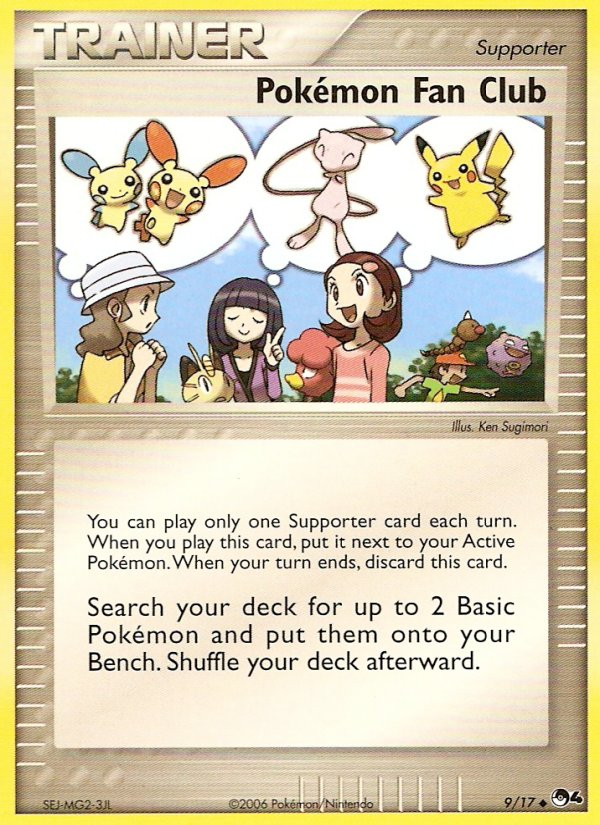 TRAINER
Supporter
Pokémon Fan Club
Illus. Ken Sugimori
You can play only one Supporter card each turn.
When you play this card, put it next to your Active
Pokémon. When your turn ends, discard this card.
Search your deck for up to 2 Basic
Pokémon and put them onto your
Bench. Shuffle your deck afterward.
SEJ-MG2-3JL
©2006 Pokémon/Nintendo
9/17 ◆ 4